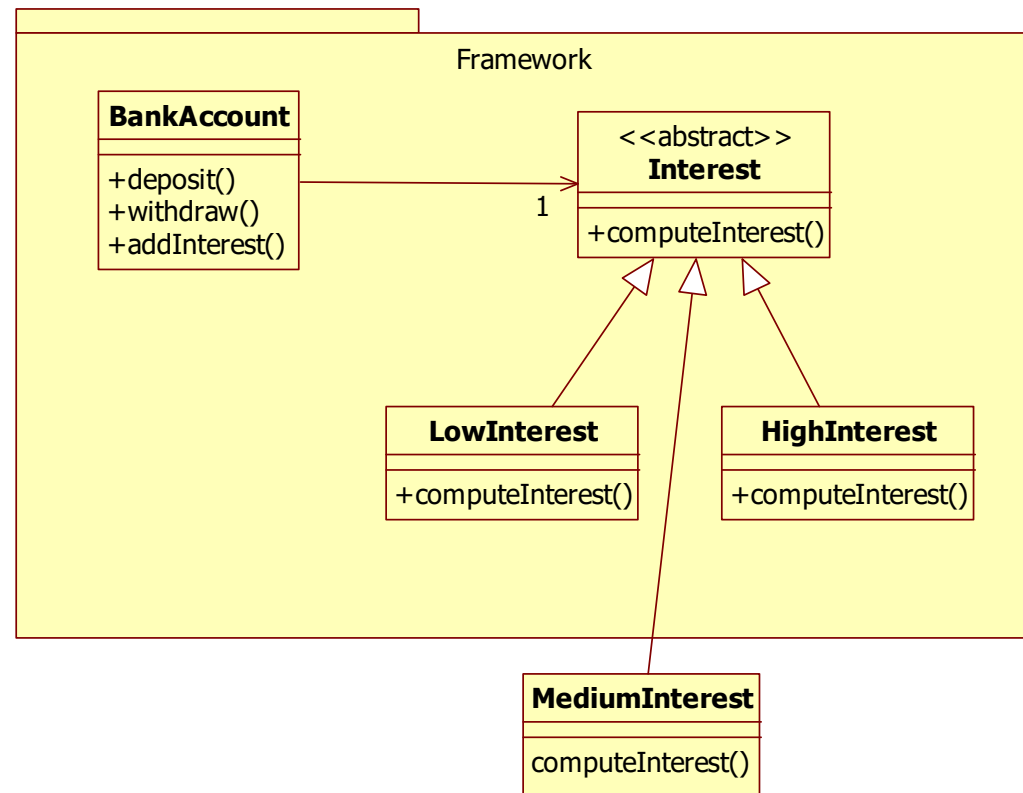 Framework
BankAccount
+deposit()
+withdraw()
+addInterest()
1
<<abstract>>
Interest
+computeInterest()
LowInterest
+computeInterest()
HighInterest
+computeInterest()
MediumInterest
computeInterest()